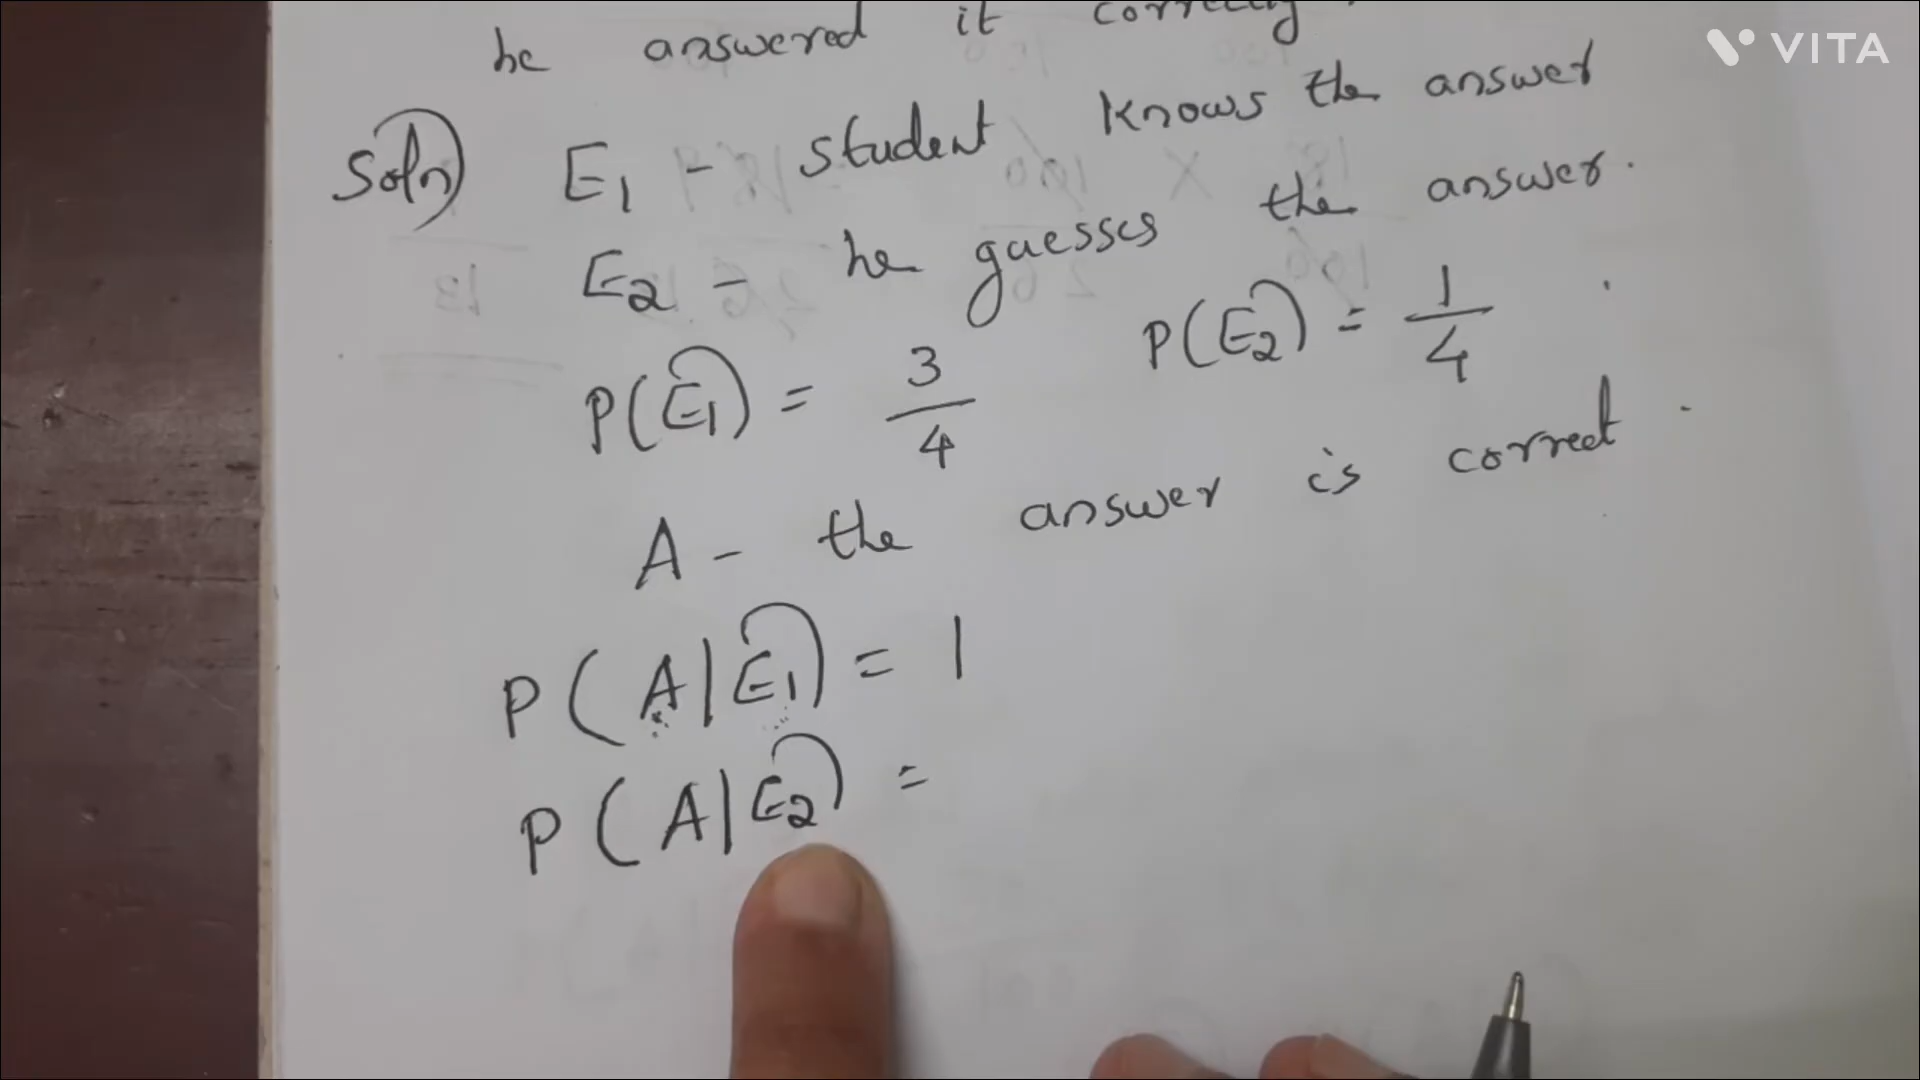 he answered it correctly.
VITA
Soln) E1 - student knows the answer
E2 - he guesses the answer.
P(E1) = 3/4 P(E2) = 1/4
A - the answer is correct
P(A|E1) = 1
P(A|E2) =